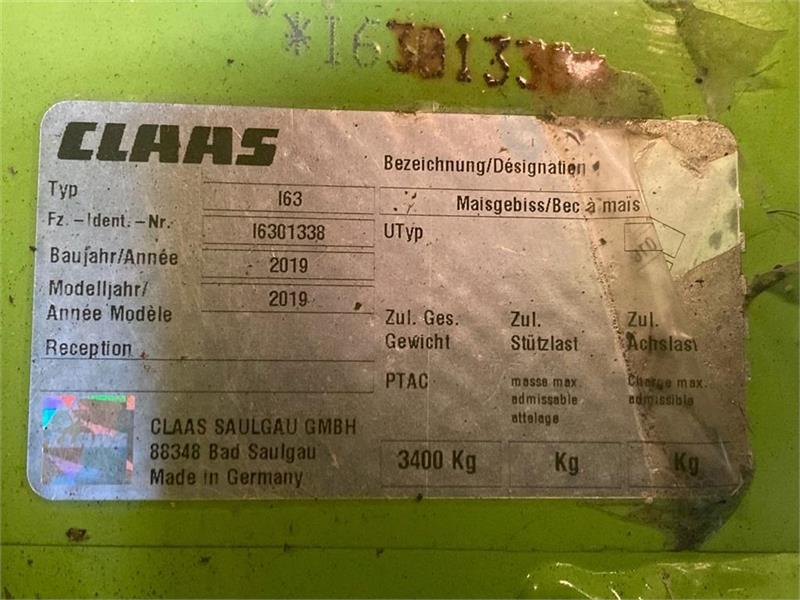 *I6301338
CLAAS
Bezeichnung/Désignation
Typ I63 Maisgebiss/Bec à maïs
Fz.-Ident.-Nr. I6301338 UTyp
Baujahr/Année 2019
Modelljahr/ 2019
Année Modèle
Zul. Ges. Zul. Zul.
Gewicht Stützlast Achslast
Reception
PTAC masse max. Charge max.
admissable admissible
attelage
CLAAS
CLAAS SAULGAU GMBH
88348 Bad Saulgau
Made in Germany
3400 Kg Kg Kg